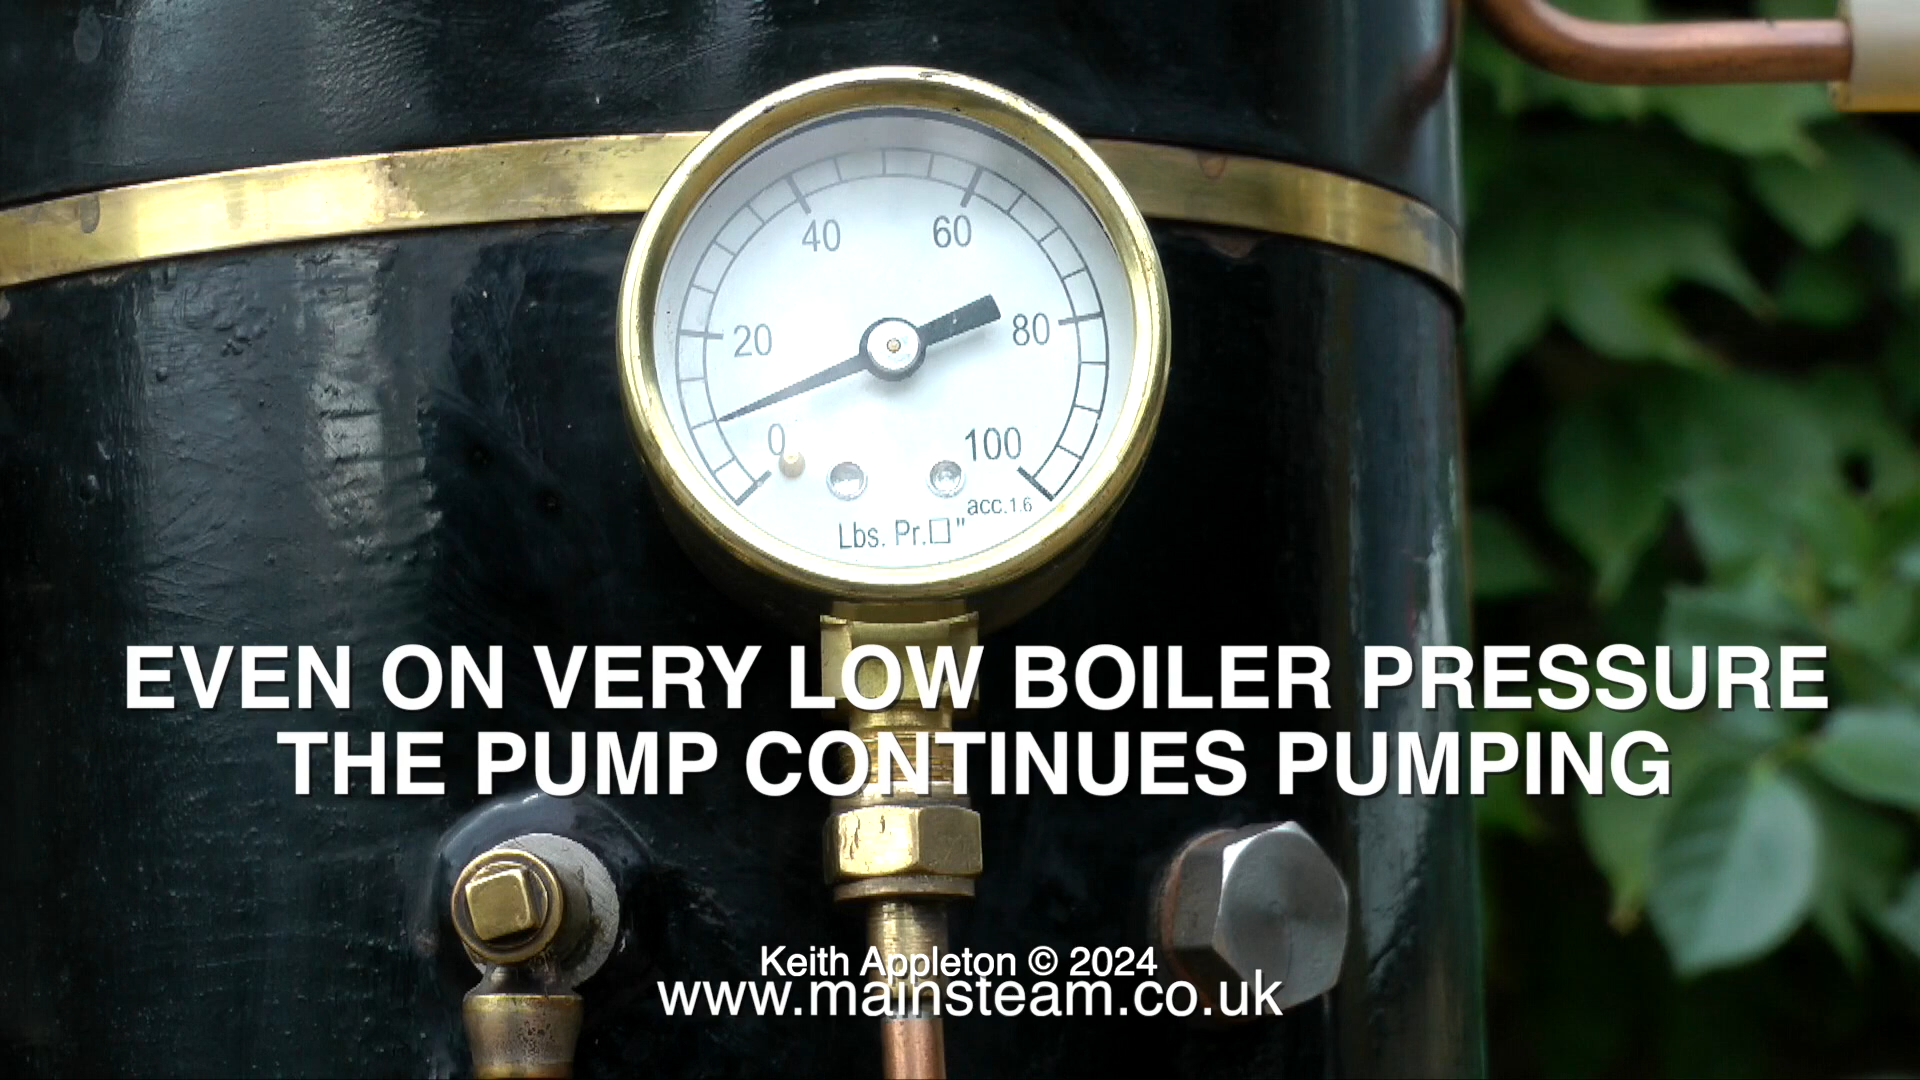 40 60
20 80
0 100
acc.1.6
Lbs. Pr.□"
EVEN ON VERY LOW BOILER PRESSURE
THE PUMP CONTINUES PUMPING
Keith Appleton © 2024
www.mainsteam.co.uk